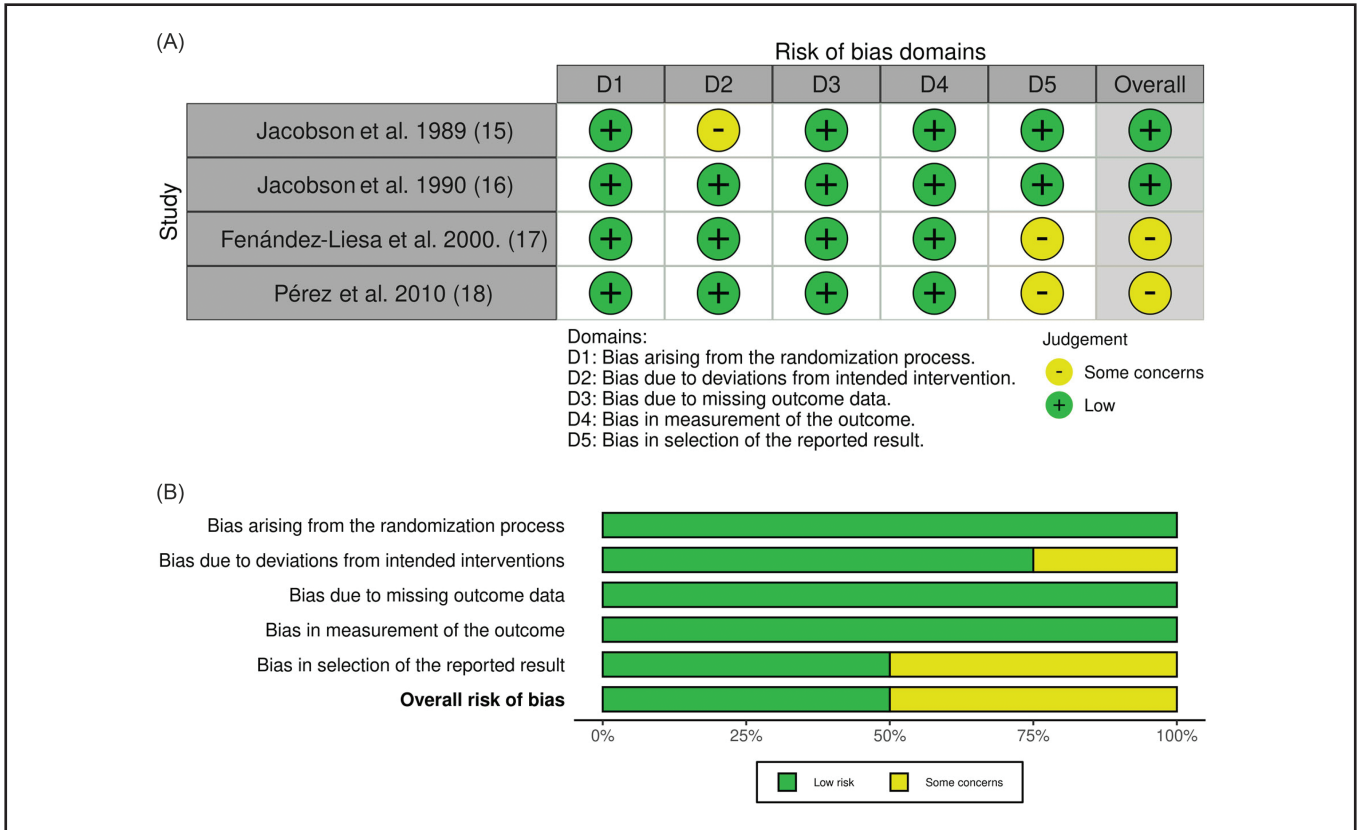 (A)
Risk of bias domains
D1 D2 D3 D4 D5 Overall
Study
Jacobson et al. 1989 (15) + - + + + +
Jacobson et al. 1990 (16) + + + + + +
Fenández-Liesa et al. 2000. (17) + + + + - -
Pérez et al. 2010 (18) + + + + - -
Domains:
D1: Bias arising from the randomization process.
D2: Bias due to deviations from intended intervention.
D3: Bias due to missing outcome data.
D4: Bias in measurement of the outcome.
D5: Bias in selection of the reported result.
Judgement
- Some concerns
+ Low
(B)
Bias arising from the randomization process
Bias due to deviations from intended interventions
Bias due to missing outcome data
Bias in measurement of the outcome
Bias in selection of the reported result
Overall risk of bias
0% 25% 50% 75% 100%
Low risk Some concerns